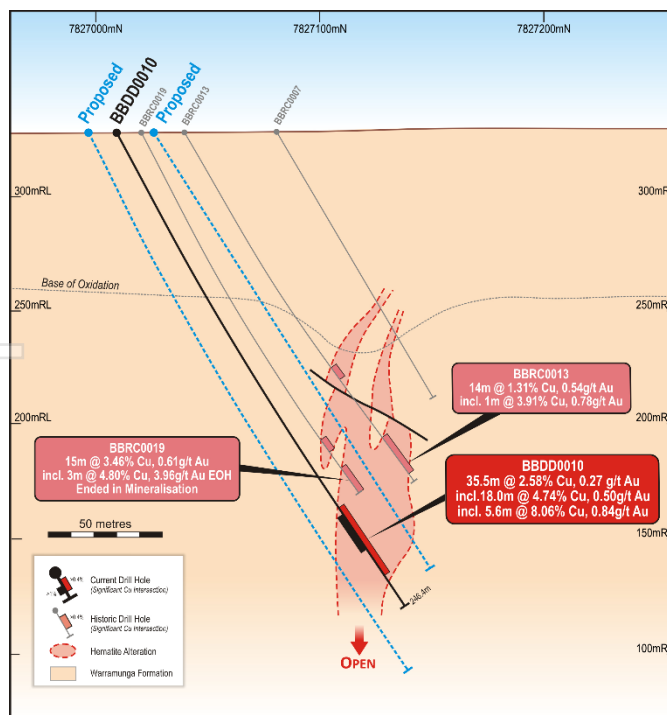 7827000mN
7827100mN
7827200mN
Proposed
BBDD0010
BBRC0019
Proposed
BBRC0013
BBRC0007
300mRL
300mRL
Base of Oxidation
250mRL
250mRL
200mRL
200mRL
BBRC0013
14m @ 1.31% Cu, 0.54g/t Au
incl. 1m @ 3.91% Cu, 0.78g/t Au
BBRC0019
15m @ 3.46% Cu, 0.61g/t Au
incl. 3m @ 4.80% Cu, 3.96g/t Au EOH
Ended in Mineralisation
BBDD0010
35.5m @ 2.58% Cu, 0.27 g/t Au
incl.18.0m @ 4.74% Cu, 0.50g/t Au
incl. 5.6m @ 8.06% Cu, 0.84g/t Au
50 metres
150mRL
246.4m
Current Drill Hole
(Significant Cu Intersection)
Historic Drill Hole
(Significant Cu Intersection)
Hematite Alteration
Warramunga Formation
OPEN
100mRL